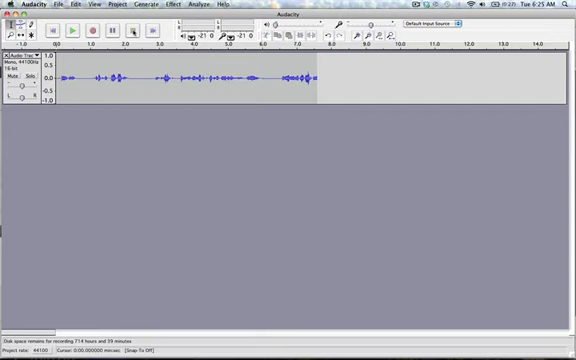 Audacity File Edit View Project Generate Effect Analyze Help (0:27) Tue 6:25 AM
Audacity
L
R
-21 0
L
R
-21 0
Default Input Source
-1.0 0.0 1.0 2.0 3.0 4.0 5.0 6.0 7.0 8.0 9.0 10.0 11.0 12.0 13.0 14.0
Audio Trac
Mono, 44100Hz
16-bit
Mute Solo
- +
L R
1.0
0.5
0.0
-0.5
-1.0
Disk space remains for recording 714 hours and 39 minutes
Project rate: 44100 Cursor: 0:00.000000 min:sec [Snap-To Off]